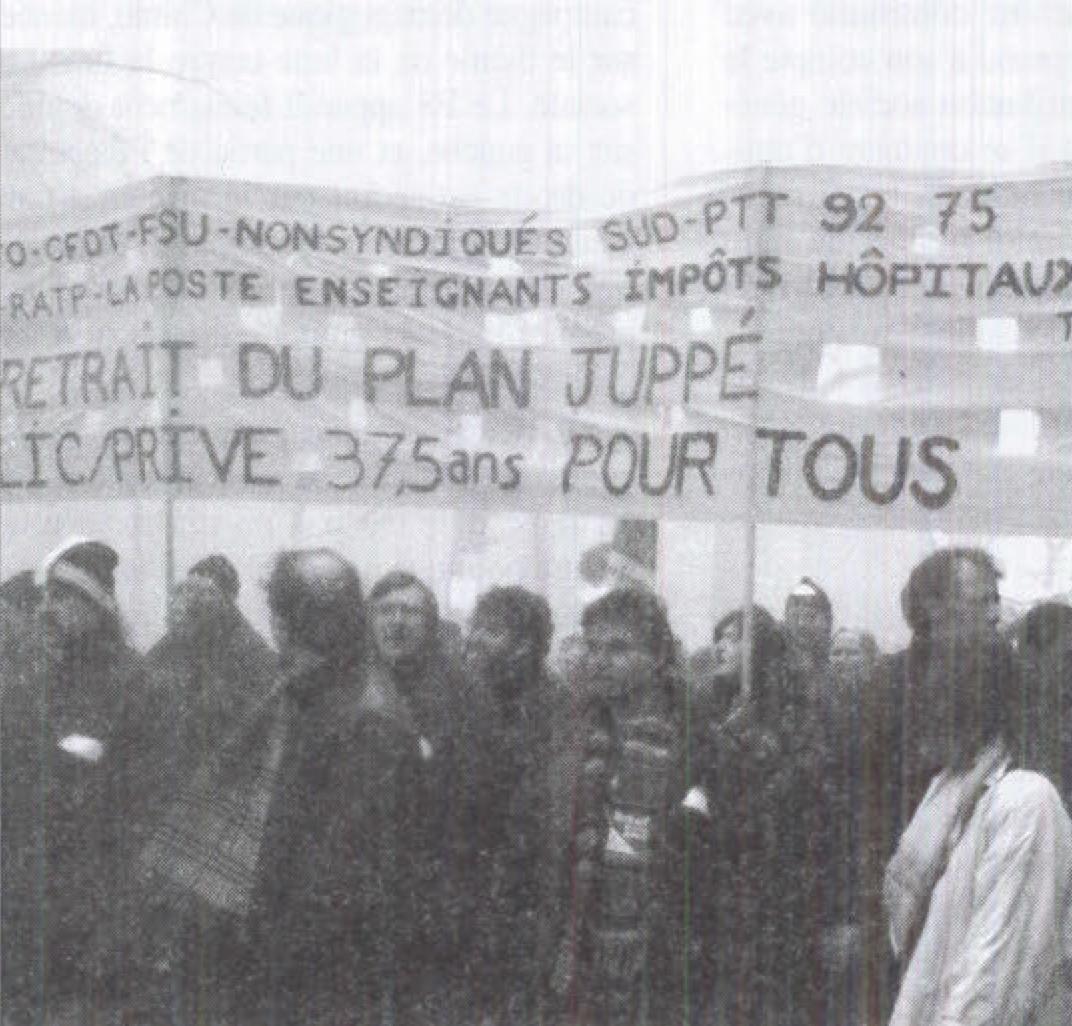 O-CFDT-FSU-NONSYNDIQUÉS SUD-PTT 92 75
-RATP-LA POSTE ENSEIGNANTS IMPÔTS HÔPITAUX
T
RETRAIT DU PLAN JUPPÉ
LIC/PRIVE 37,5ans POUR TOUS